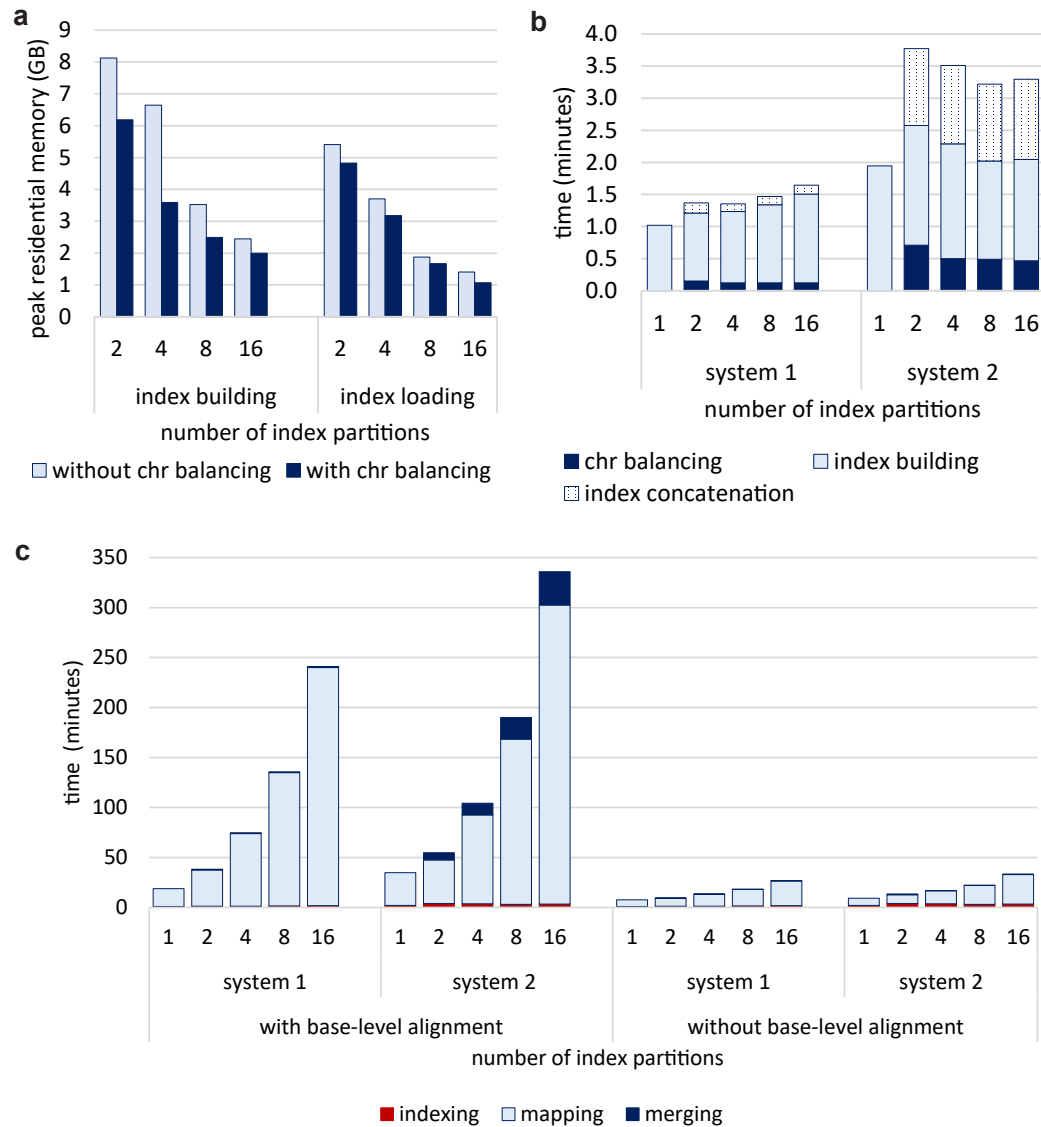 a
9
8
7
6
5
4
3
2
1
0
peak residential memory (GB)
2 4 8 16 2 4 8 16
index building index loading
number of index partitions
without chr balancing with chr balancing
b
4.0
3.5
3.0
2.5
2.0
1.5
1.0
0.5
0.0
time (minutes)
1 2 4 8 16 1 2 4 8 16
system 1 system 2
number of index partitions
chr balancing index building
index concatenation
c
350
300
250
200
150
100
50
0
time (minutes)
1 2 4 8 16 1 2 4 8 16 1 2 4 8 16 1 2 4 8 16
system 1 system 2 system 1 system 2
with base-level alignment without base-level alignment
number of index partitions
indexing mapping merging